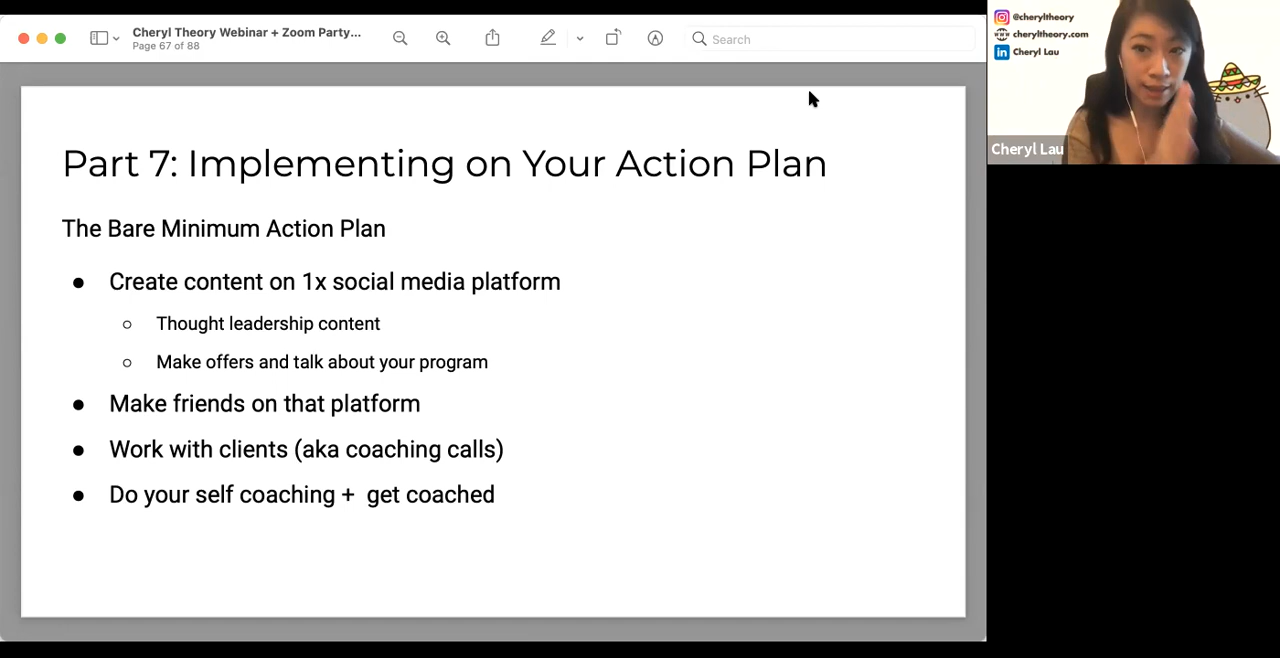 Cheryl Theory Webinar + Zoom Party...
Page 67 of 88
Search
@cheryltheory
cheryltheory.com
Cheryl Lau
Cheryl Lau
Part 7: Implementing on Your Action Plan
The Bare Minimum Action Plan
● Create content on 1x social media platform
○ Thought leadership content
○ Make offers and talk about your program
● Make friends on that platform
● Work with clients (aka coaching calls)
● Do your self coaching + get coached